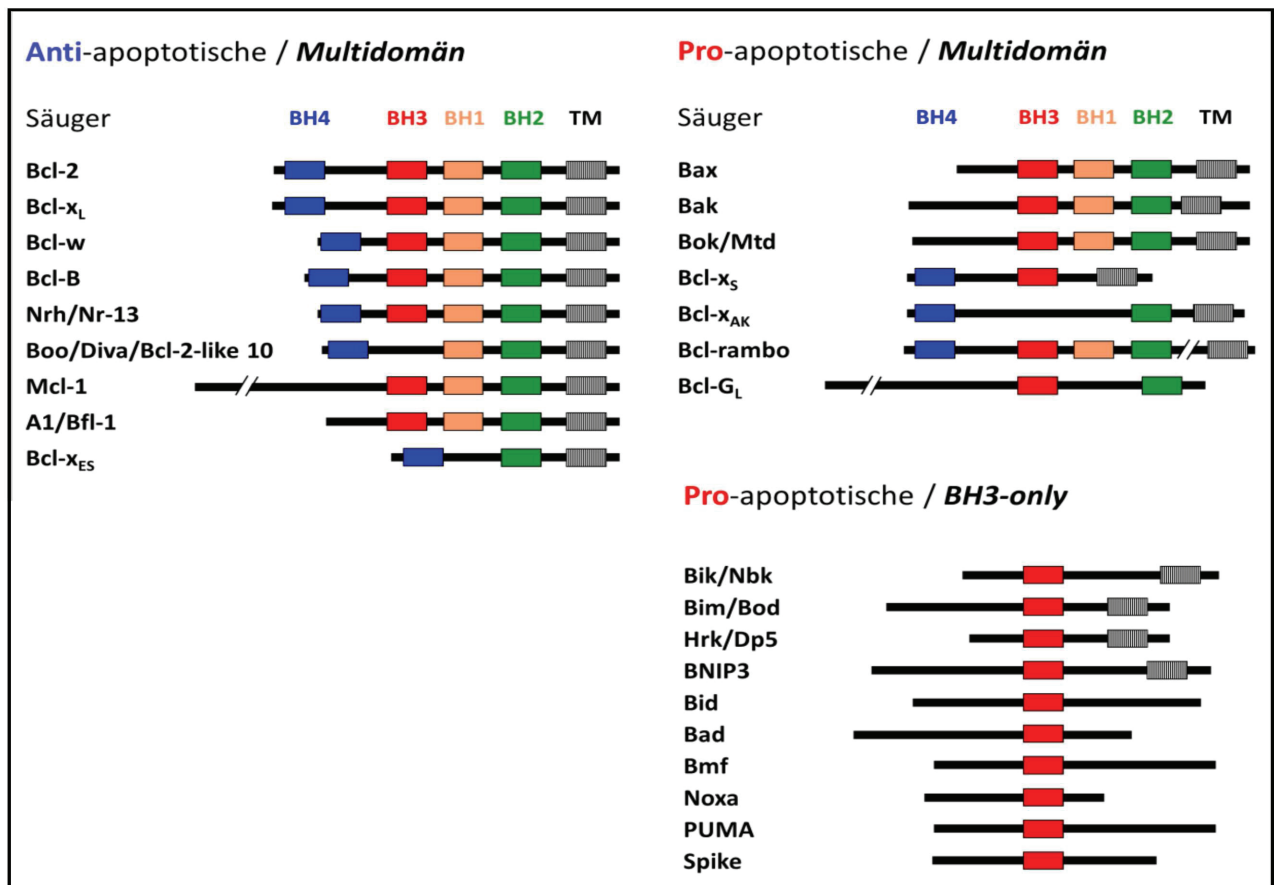 Anti-apoptotische / Multidomän
Säuger BH4 BH3 BH1 BH2 TM
Bcl-2
Bcl-xL
Bcl-w
Bcl-B
Nrh/Nr-13
Boo/Diva/Bcl-2-like 10
Mcl-1
A1/Bfl-1
Bcl-xES
Pro-apoptotische / Multidomän
Säuger BH4 BH3 BH1 BH2 TM
Bax
Bak
Bok/Mtd
Bcl-xS
Bcl-xAK
Bcl-rambo
Bcl-GL
Pro-apoptotische / BH3-only
Bik/Nbk
Bim/Bod
Hrk/Dp5
BNIP3
Bid
Bad
Bmf
Noxa
PUMA
Spike